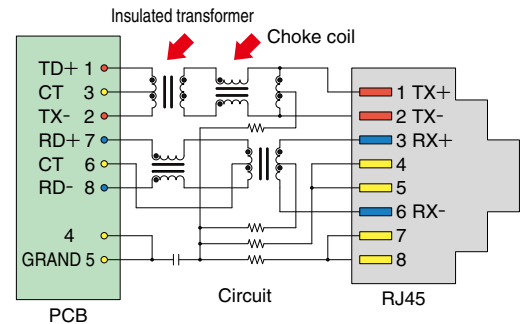 Insulated transformer
Choke coil
TD+ 1
CT 3
TX- 2
RD+ 7
CT 6
RD- 8
4
GRAND 5
PCB
Circuit
1 TX+
2 TX-
3 RX+
4
5
6 RX-
7
8
RJ45